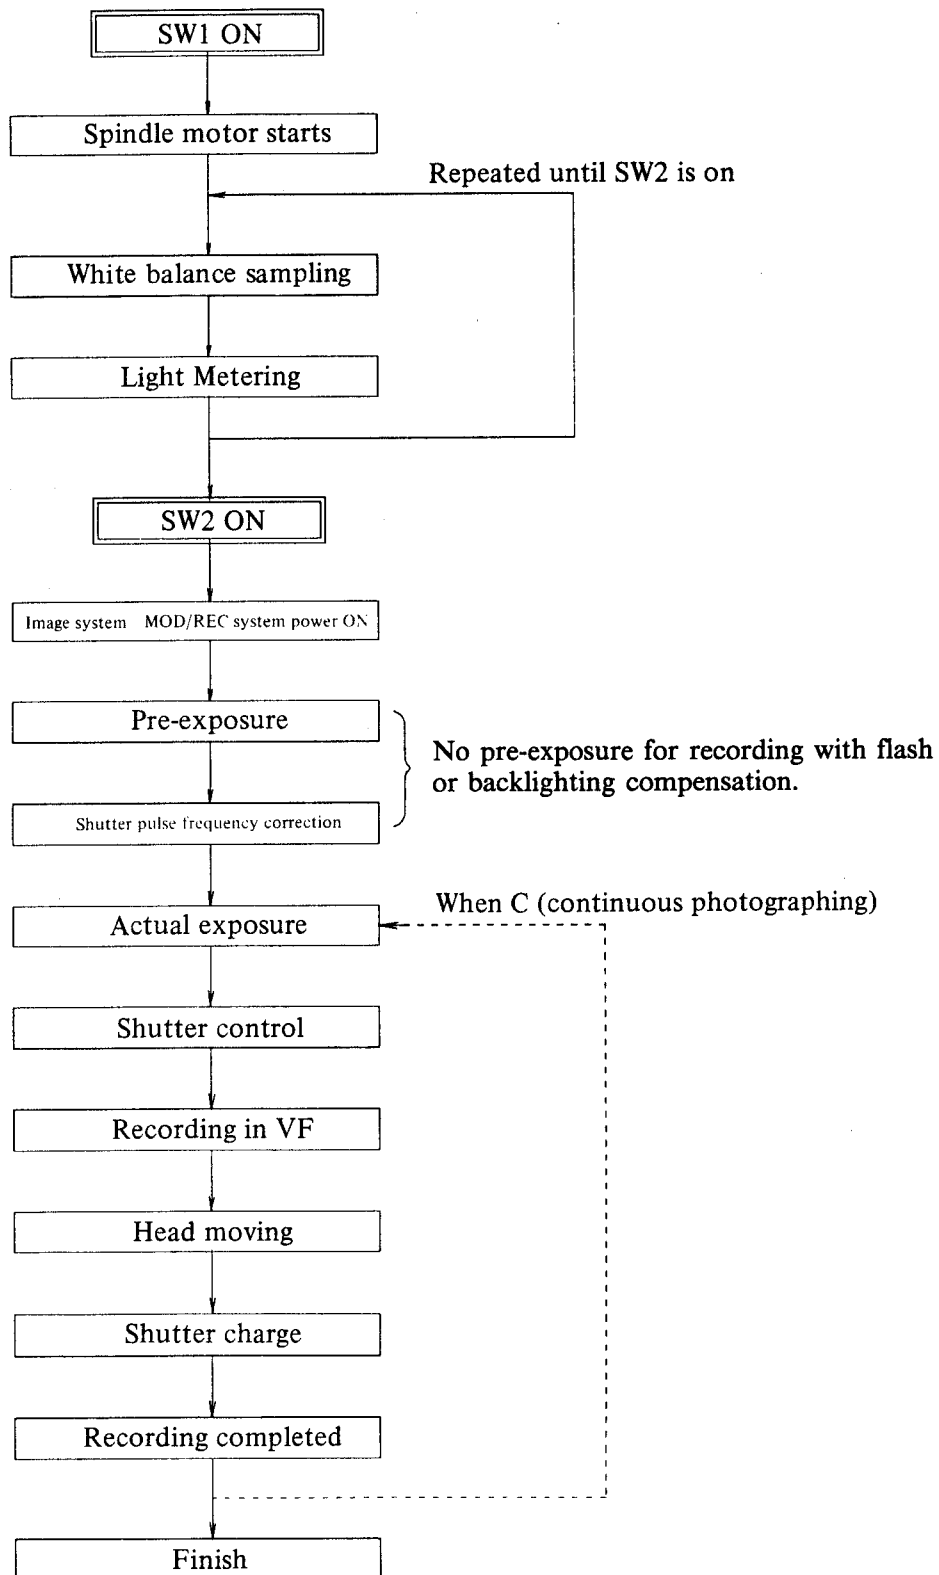 SW1 ON
Spindle motor starts
Repeated until SW2 is on
White balance sampling
Light Metering
SW2 ON
Image system MOD/REC system power ON
Pre-exposure
No pre-exposure for recording with flash
or backlighting compensation.
Shutter pulse frequency correction
When C (continuous photographing)
Actual exposure
Shutter control
Recording in VF
Head moving
Shutter charge
Recording completed
Finish